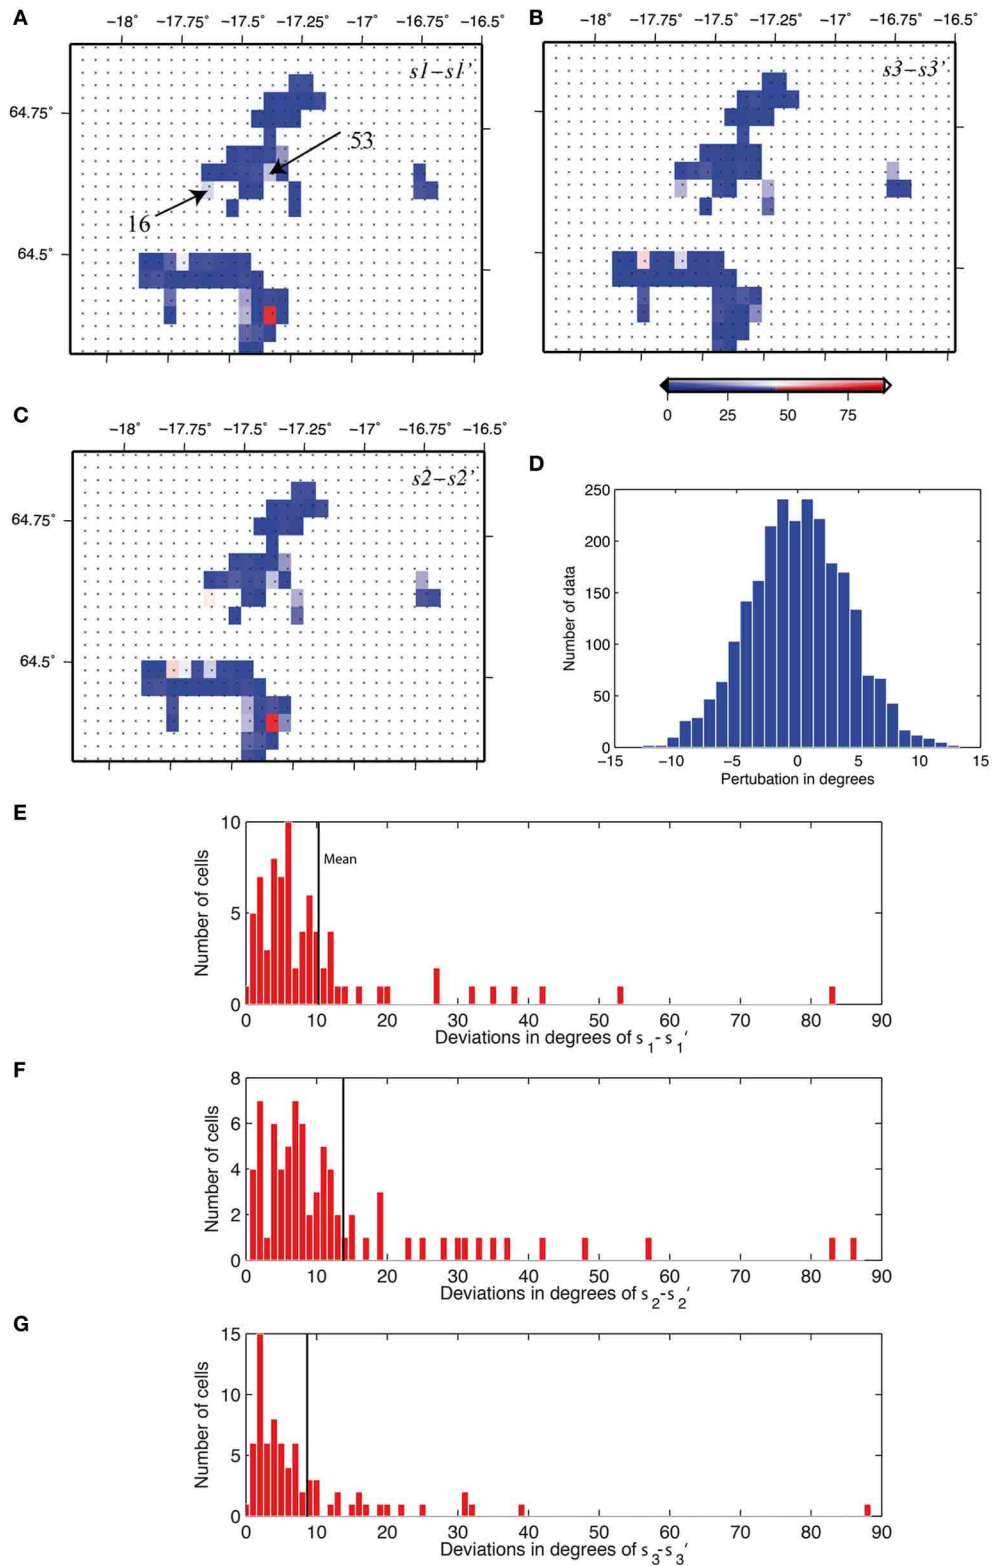 A
−18° −17.75° −17.5° −17.25° −17° −16.75° −16.5°
s1−s1’
64.75°
53
16
64.5°
B
−18° −17.75° −17.5° −17.25° −17° −16.75° −16.5°
s3−s3’
0 25 50 75
C
−18° −17.75° −17.5° −17.25° −17° −16.75° −16.5°
s2−s2’
64.75°
64.5°
D
250
200
150
100
50
0
Number of data
−15 −10 −5 0 5 10 15
Pertubation in degrees
E
10
5
0
Number of cells
Mean
0 10 20 30 40 50 60 70 80 90
Deviations in degrees of s1-s1′
F
8
6
4
2
0
Number of cells
0 10 20 30 40 50 60 70 80 90
Deviations in degrees of s2-s2′
G
15
10
5
0
Number of cells
0 10 20 30 40 50 60 70 80 90
Deviations in degrees of s3-s3′